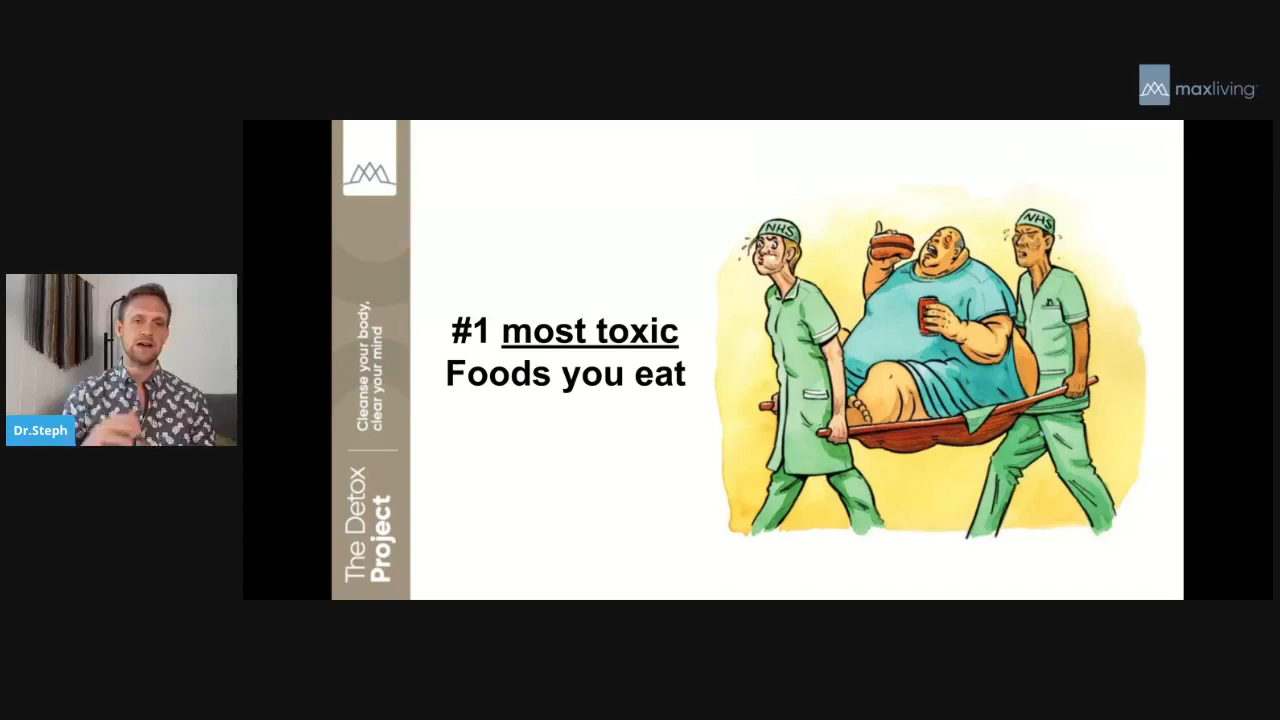 maxliving
#1 most toxic
Foods you eat
NHS
NHS
Cleanse your body,
clear your mind
The Detox
Project
Dr.Steph